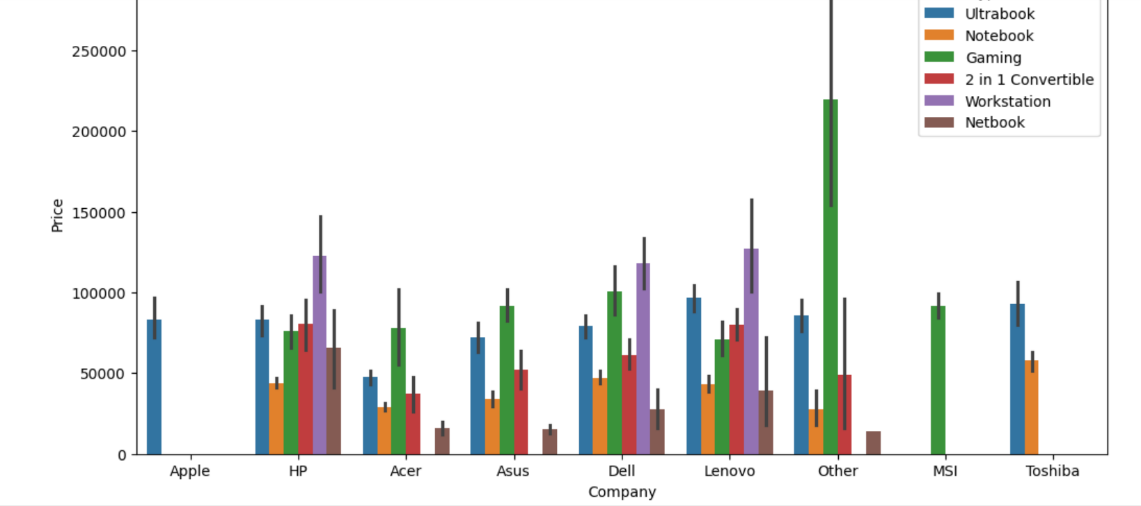 Ultrabook
Notebook
Gaming
2 in 1 Convertible
Workstation
Netbook
250000
200000
150000
100000
50000
0
Price
Apple HP Acer Asus Dell Lenovo Other MSI Toshiba
Company